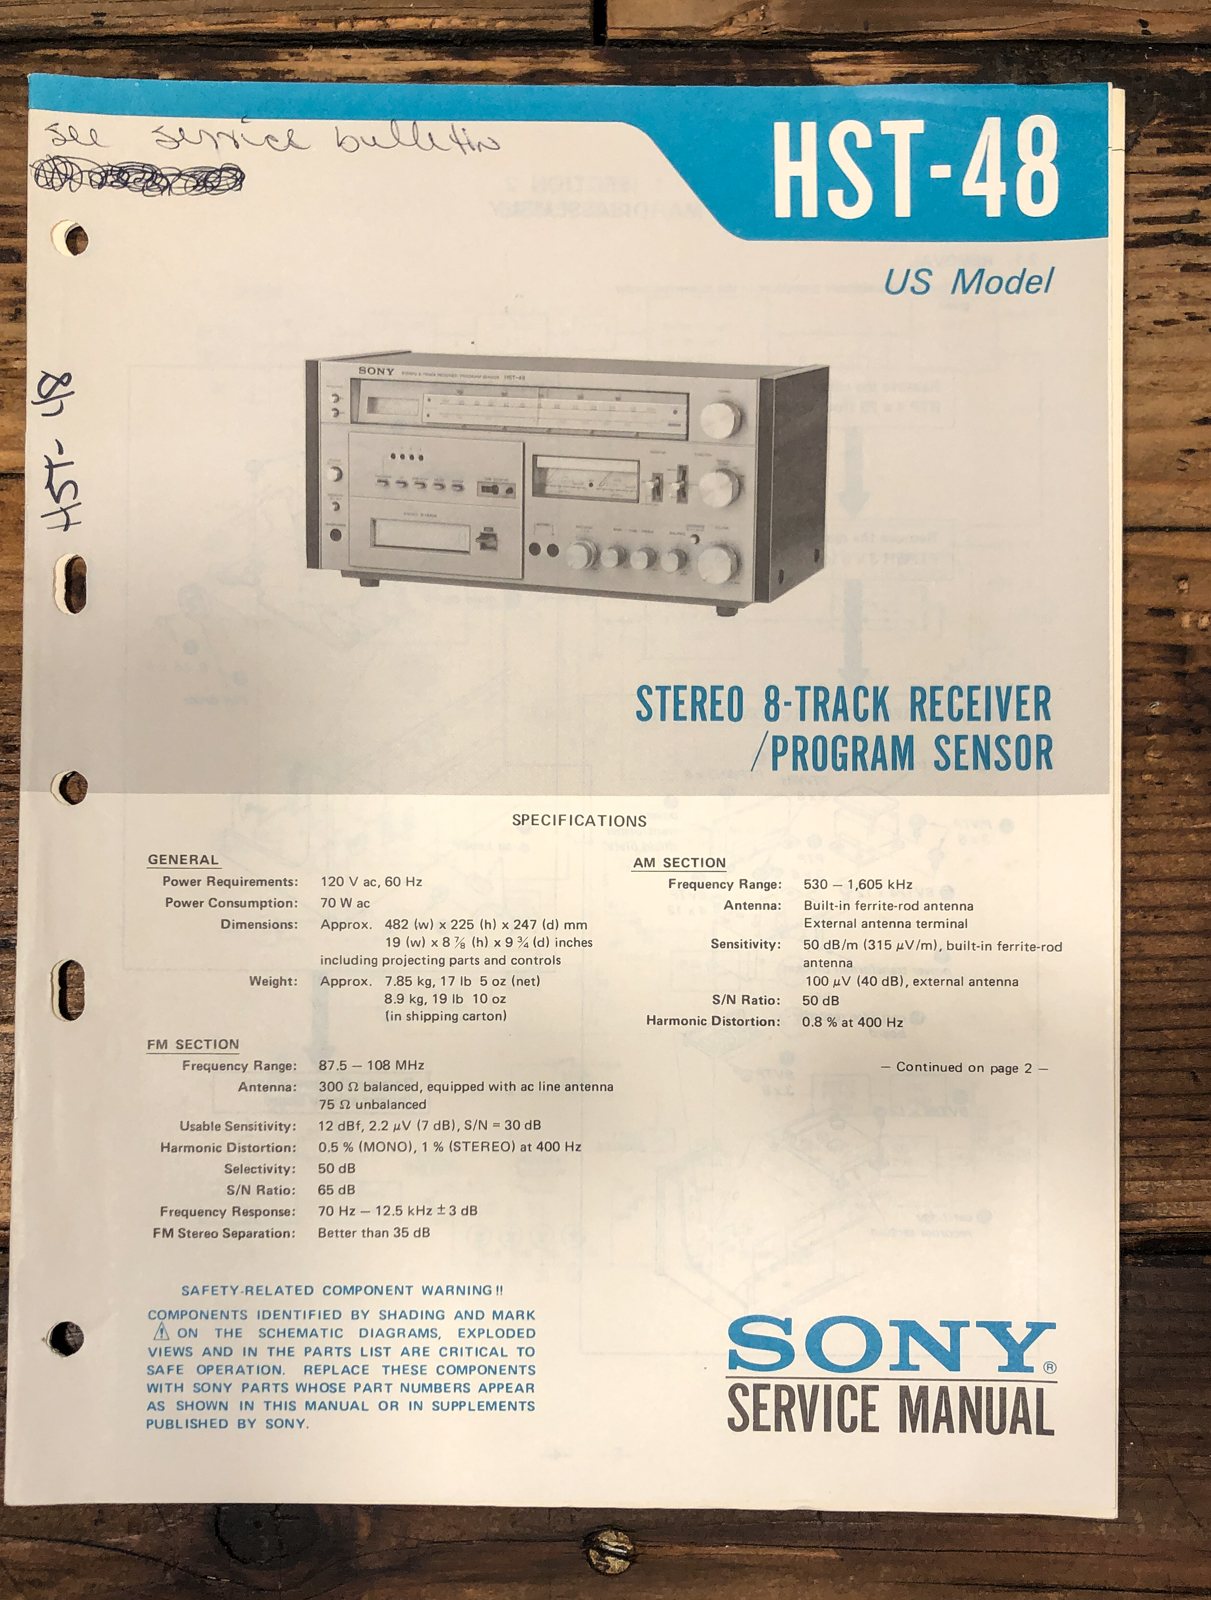 see service bulletin
HST-48
US Model
HST-48
SONY
HST-48
STEREO 8-TRACK RECEIVER
/PROGRAM SENSOR
SPECIFICATIONS
GENERAL
Power Requirements: 120 V ac, 60 Hz
Power Consumption: 70 W ac
Dimensions: Approx. 482 (w) x 225 (h) x 247 (d) mm
19 (w) x 8 ⅞ (h) x 9 ¾ (d) inches
including projecting parts and controls
Weight: Approx. 7.85 kg, 17 lb 5 oz (net)
8.9 kg, 19 lb 10 oz
(in shipping carton)
FM SECTION
Frequency Range: 87.5 – 108 MHz
Antenna: 300 Ω balanced, equipped with ac line antenna
75 Ω unbalanced
Usable Sensitivity: 12 dBf, 2.2 µV (7 dB), S/N = 30 dB
Harmonic Distortion: 0.5 % (MONO), 1 % (STEREO) at 400 Hz
Selectivity: 50 dB
S/N Ratio: 65 dB
Frequency Response: 70 Hz – 12.5 kHz ±3 dB
FM Stereo Separation: Better than 35 dB
AM SECTION
Frequency Range: 530 – 1,605 kHz
Antenna: Built-in ferrite-rod antenna
External antenna terminal
Sensitivity: 50 dB/m (315 µV/m), built-in ferrite-rod
antenna
100 µV (40 dB), external antenna
S/N Ratio: 50 dB
Harmonic Distortion: 0.8 % at 400 Hz
– Continued on page 2 –
SAFETY-RELATED COMPONENT WARNING!!
COMPONENTS IDENTIFIED BY SHADING AND MARK
⚠ ON THE SCHEMATIC DIAGRAMS, EXPLODED
VIEWS AND IN THE PARTS LIST ARE CRITICAL TO
SAFE OPERATION. REPLACE THESE COMPONENTS
WITH SONY PARTS WHOSE PART NUMBERS APPEAR
AS SHOWN IN THIS MANUAL OR IN SUPPLEMENTS
PUBLISHED BY SONY.
SONY®
SERVICE MANUAL